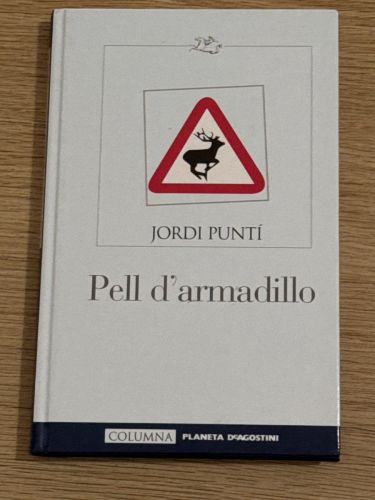 JORDI PUNTÍ
Pell d'armadillo
COLUMNA PLANETA DEAGOSTINI